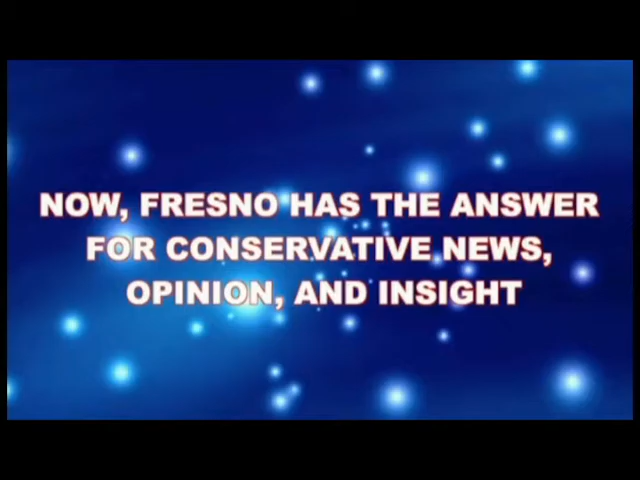 NOW, FRESNO HAS THE ANSWER
FOR CONSERVATIVE NEWS,
OPINION, AND INSIGHT